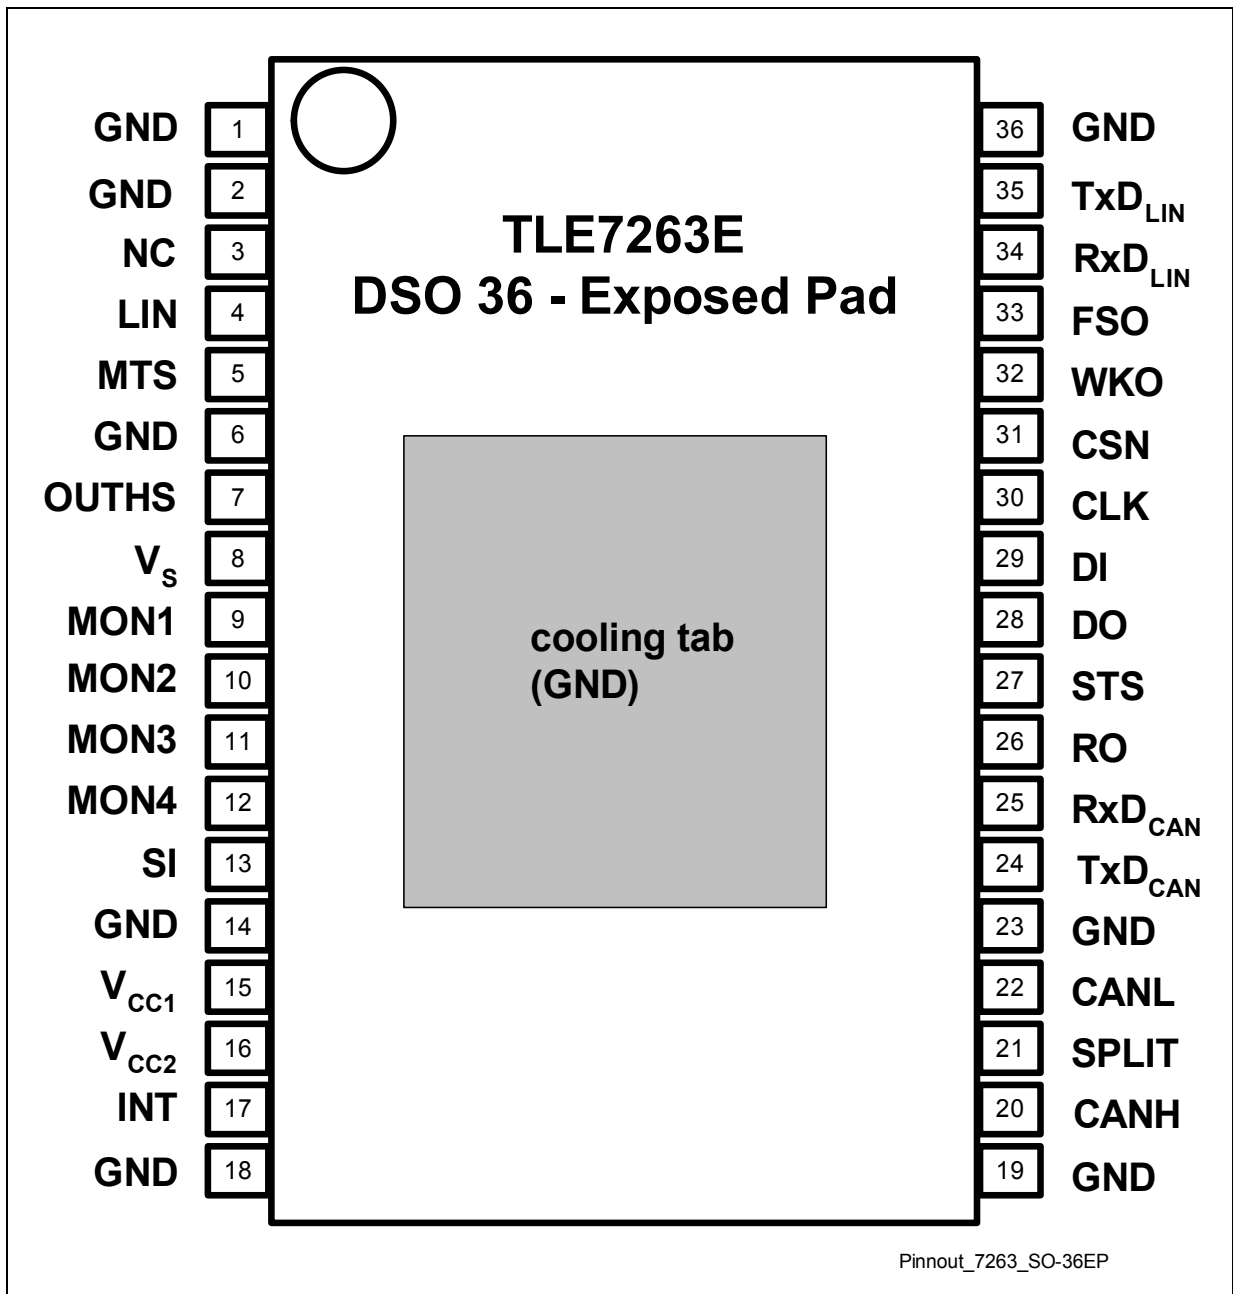 GND 1
GND 2
NC 3
LIN 4
MTS 5
GND 6
OUTHS 7
VS 8
MON1 9
MON2 10
MON3 11
MON4 12
SI 13
GND 14
VCC1 15
VCC2 16
INT 17
GND 18
TLE7263E
DSO 36 - Exposed Pad
cooling tab
(GND)
36 GND
35 TxDLIN
34 RxDLIN
33 FSO
32 WKO
31 CSN
30 CLK
29 DI
28 DO
27 STS
26 RO
25 RxDCAN
24 TxDCAN
23 GND
22 CANL
21 SPLIT
20 CANH
19 GND
Pinnout_7263_SO-36EP